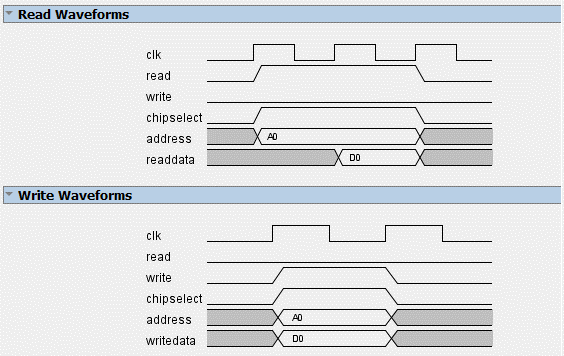 Read Waveforms
clk
read
write
chipselect
address A0
readdata D0
Write Waveforms
clk
read
write
chipselect
address A0
writedata D0